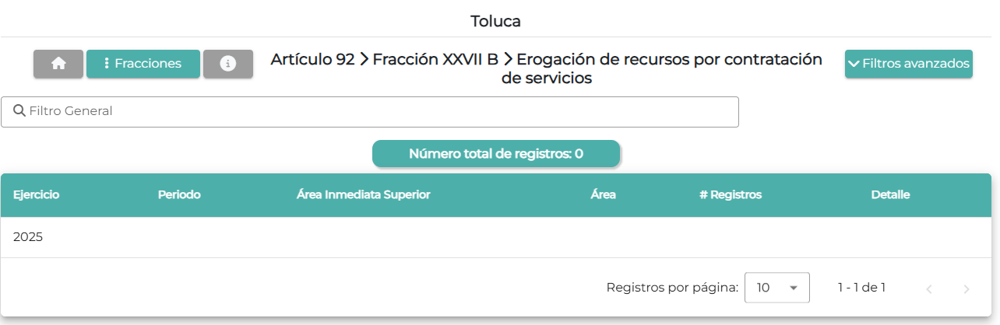 Toluca
Fracciones
Artículo 92 > Fracción XXVII B > Erogación de recursos por contratación
de servicios
Filtros avanzados
Filtro General
Número total de registros: 0
Ejercicio Periodo Área Inmediata Superior Área # Registros Detalle
2025
Registros por página: 10 1 - 1 de 1